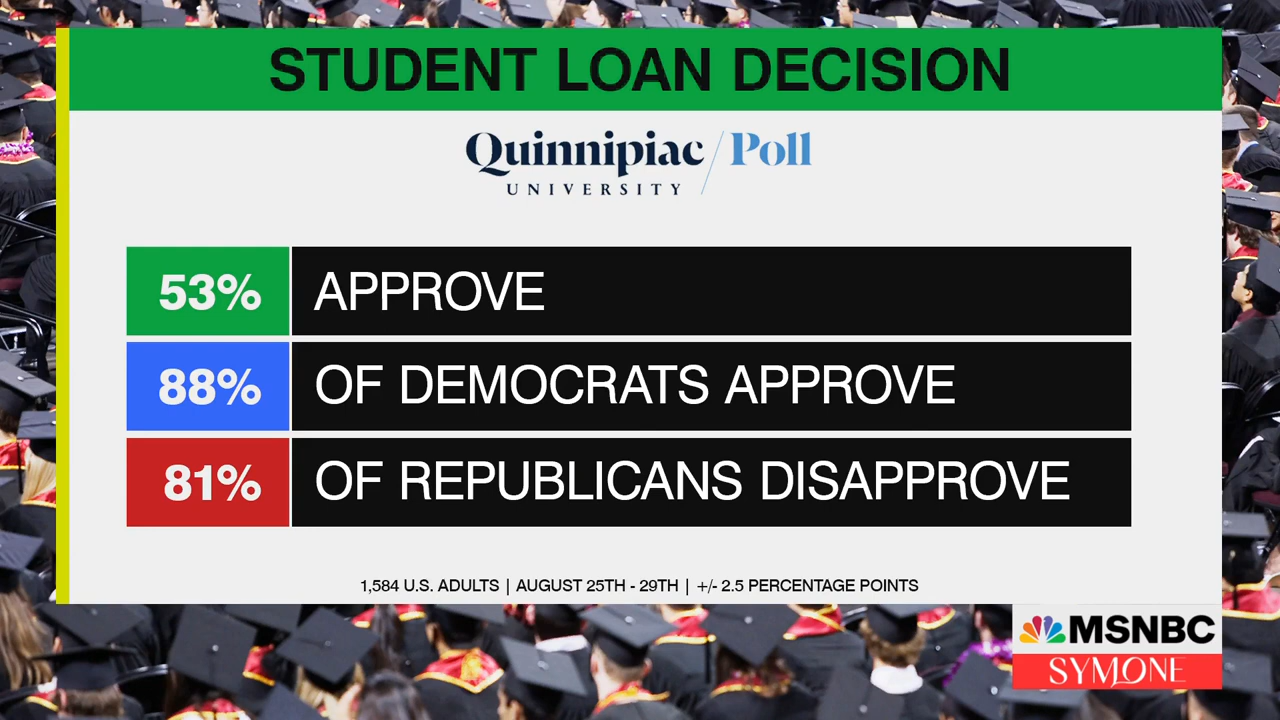 STUDENT LOAN DECISION
Quinnipiac / Poll
UNIVERSITY
53% APPROVE
88% OF DEMOCRATS APPROVE
81% OF REPUBLICANS DISAPPROVE
1,584 U.S. ADULTS | AUGUST 25TH - 29TH | +/- 2.5 PERCENTAGE POINTS
MSNBC
SYMONE